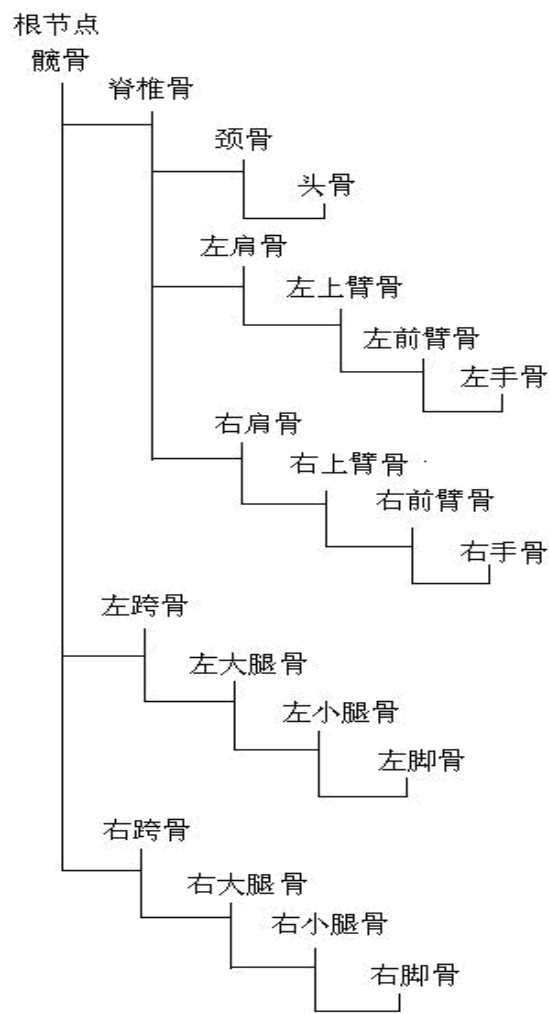 根节点
髋骨
脊椎骨
颈骨
头骨
左肩骨
左上臂骨
左前臂骨
左手骨
右肩骨
右上臂骨
右前臂骨
右手骨
左跨骨
左大腿骨
左小腿骨
左脚骨
右跨骨
右大腿骨
右小腿骨
右脚骨